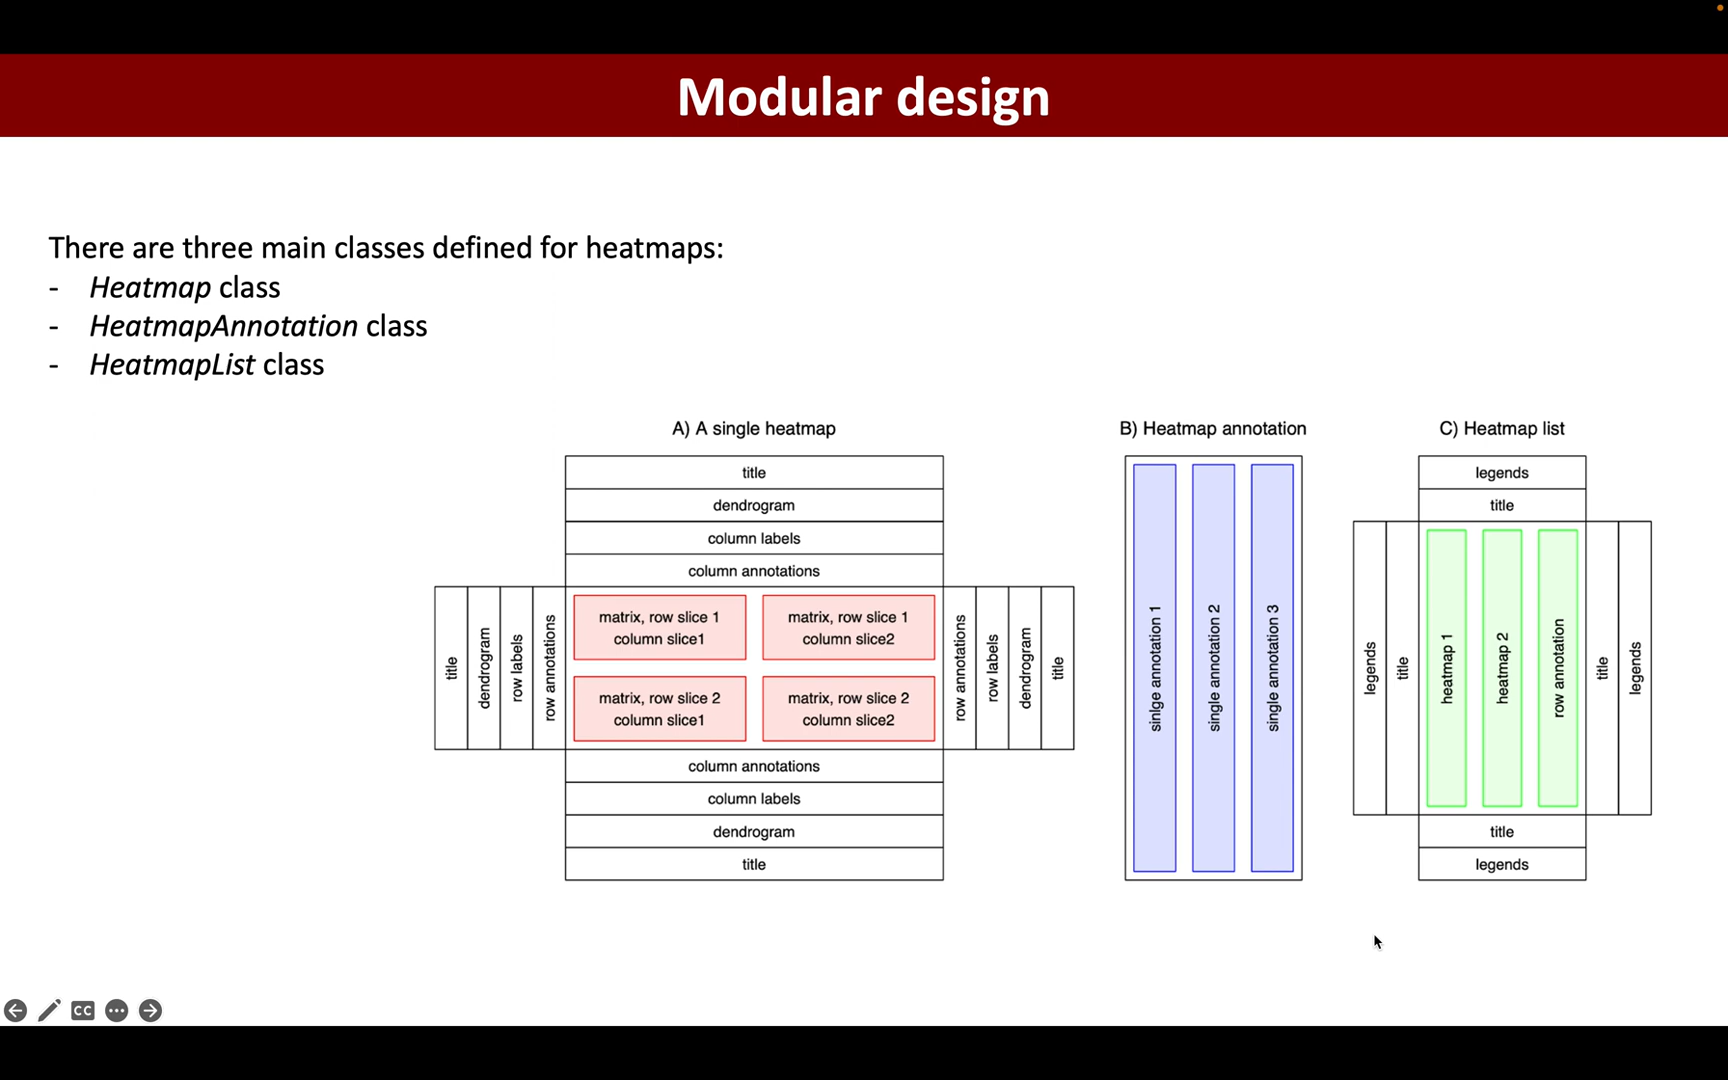 Modular design
There are three main classes defined for heatmaps:
- Heatmap class
- HeatmapAnnotation class
- HeatmapList class
A) A single heatmap
title
dendrogram
column labels
column annotations
title
dendrogram
row labels
row annotations
matrix, row slice 1
column slice1
matrix, row slice 1
column slice2
matrix, row slice 2
column slice1
matrix, row slice 2
column slice2
row annotations
row labels
dendrogram
title
column annotations
column labels
dendrogram
title
B) Heatmap annotation
sinlge annotation 1
single annotation 2
single annotation 3
C) Heatmap list
legends
title
legends
title
heatmap 1
heatmap 2
row annotation
title
legends
title
legends
CC